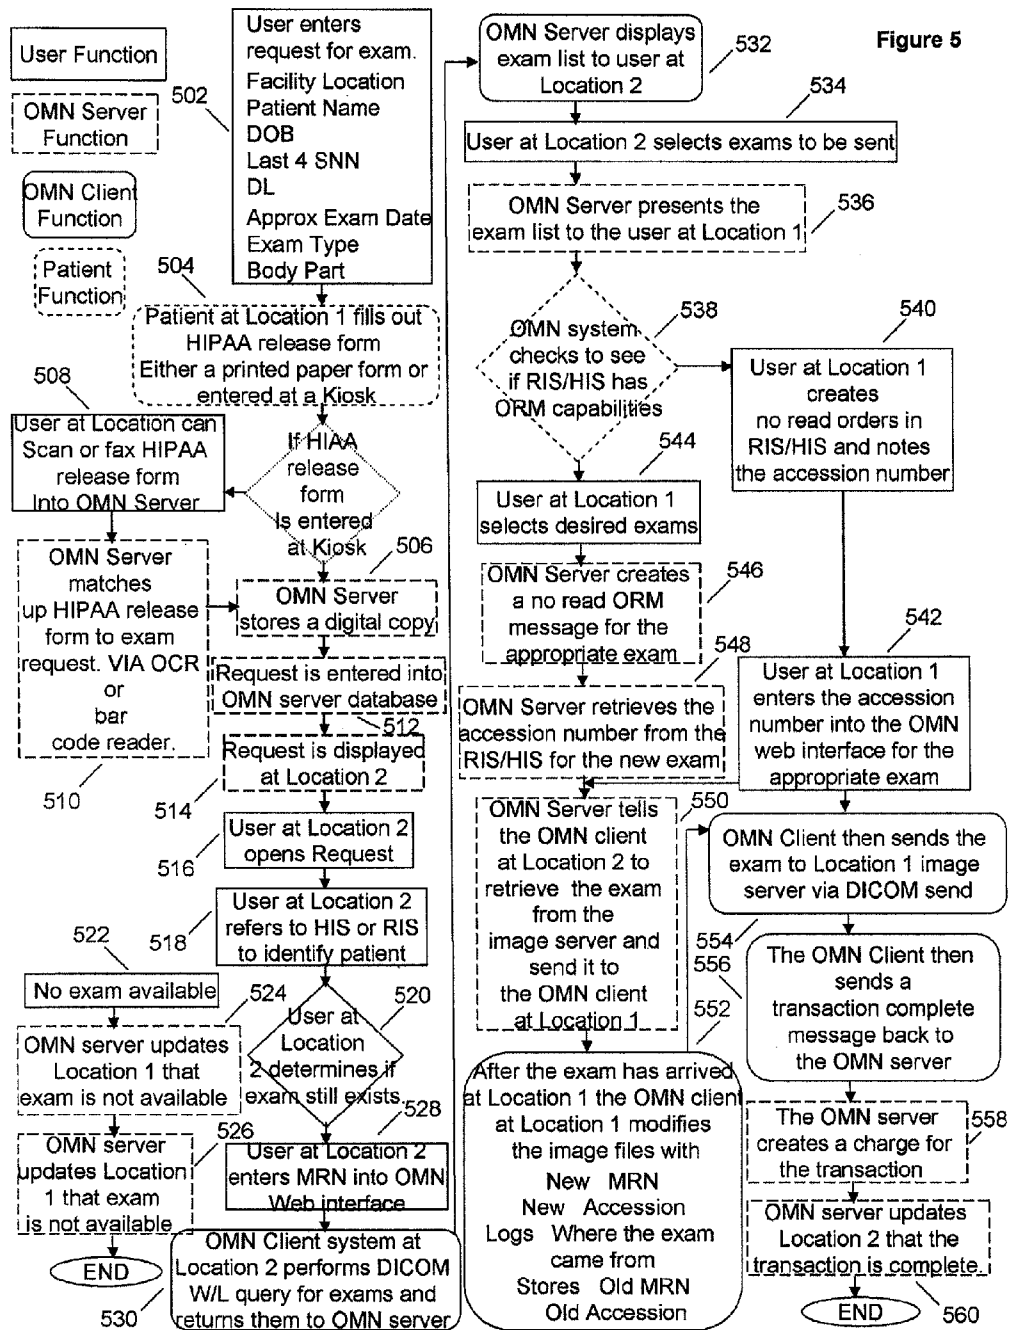 Figure 5
User Function
OMN Server
Function
OMN Client
Function
Patient
Function
502
User enters
request for exam.
Facility Location
Patient Name
DOB
Last 4 SNN
DL
Approx Exam Date
Exam Type
Body Part
504
Patient at Location 1 fills out
HIPAA release form
Either a printed paper form or
entered at a Kiosk
508
User at Location can
Scan or fax HIPAA
release form
Into OMN Server
If HIAA
release
form
Is entered
at Kiosk
506
OMN Server
stores a digital copy
OMN Server
matches
up HIPAA release
form to exam
request. VIA OCR
or
bar
code reader.
510
Request is entered into
OMN server database
512
Request is displayed
at Location 2
514
User at Location 2
opens Request
516
User at Location 2
refers to HIS or RIS
to identify patient
518
522
No exam available
520
User at
Location
2 determines if
exam still exists.
524
OMN server updates
Location 1 that
exam is not available
526
OMN server
updates Location
1 that exam
is not available
END
528
User at Location 2
enters MRN into OMN
Web interface
OMN Client system at
Location 2 performs DICOM
W/L query for exams and
returns them to OMN server
530
OMN Server displays
exam list to user at
Location 2
532
534
User at Location 2 selects exams to be sent
OMN Server presents the
exam list to the user at Location 1
536
OMN system
checks to see
if RIS/HIS has
ORM capabilities
538
540
User at Location 1
creates
no read orders in
RIS/HIS and notes
the accession number
544
User at Location 1
selects desired exams
OMN Server creates
a no read ORM
message for the
appropriate exam
546
548
OMN Server retrieves the
accession number from the
RIS/HIS for the new exam
542
User at Location 1
enters the accession
number into the OMN
web interface for the
appropriate exam
550
OMN Server tells
the OMN client
at Location 2 to
retrieve the exam
from the
image server and
send it to
the OMN client
at Location 1
552
After the exam has arrived
at Location 1 the OMN client
at Location 1 modifies
the image files with
New MRN
New Accession
Logs Where the exam
came from
Stores Old MRN
Old Accession
OMN Client then sends the
exam to Location 1 image
server via DICOM send
554
556
The OMN Client then
sends a
transaction complete
message back to
the OMN server
The OMN server
creates a charge for
the transaction
558
OMN server updates
Location 2 that the
transaction is complete.
560
END